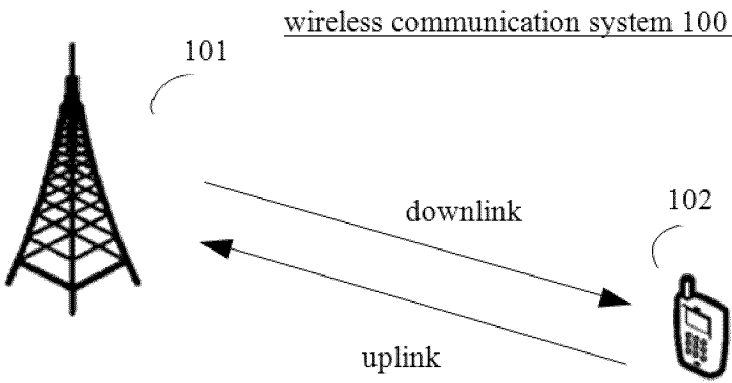 wireless communication system 100
101
downlink
102
uplink